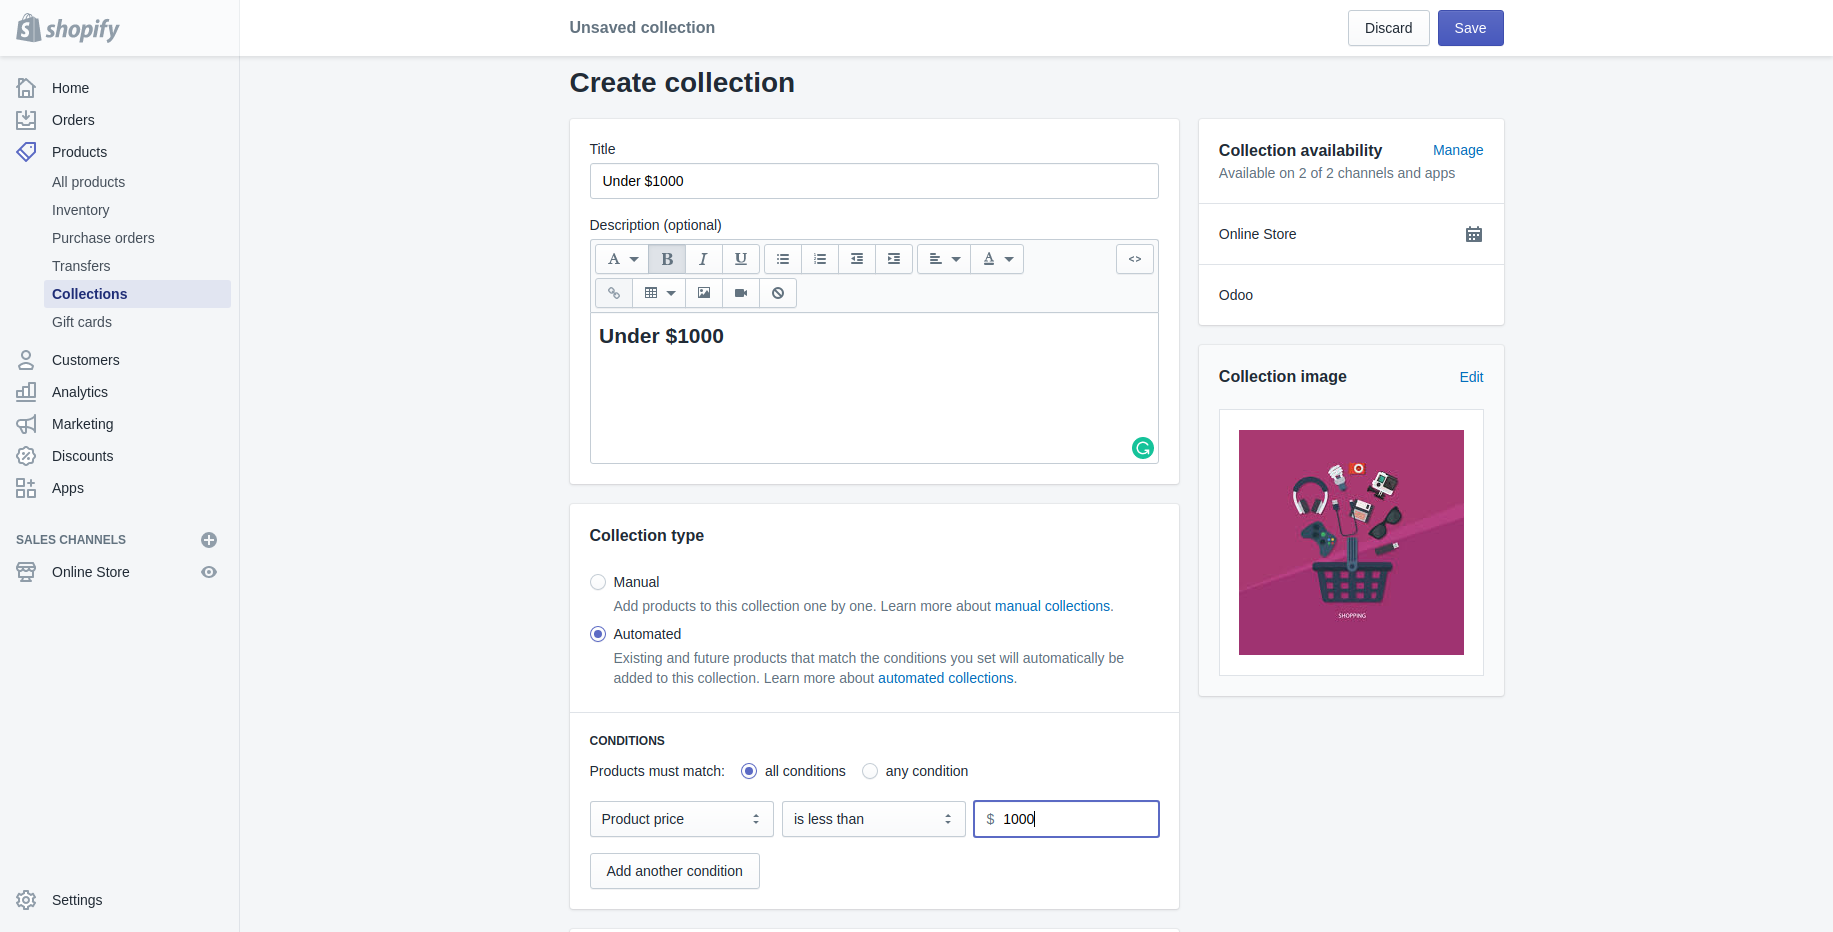 shopify
Unsaved collection
Discard
Save
Home
Orders
Products
All products
Inventory
Purchase orders
Transfers
Collections
Gift cards
Customers
Analytics
Marketing
Discounts
Apps
SALES CHANNELS
Online Store
Settings
Create collection
Title
Under $1000
Description (optional)
A
B
I
U
A
<>
Under $1000
Collection type
Manual
Add products to this collection one by one. Learn more about manual collections.
Automated
Existing and future products that match the conditions you set will automatically be
added to this collection. Learn more about automated collections.
CONDITIONS
Products must match:
all conditions
any condition
Product price
is less than
$ 1000
Add another condition
Collection availability
Manage
Available on 2 of 2 channels and apps
Online Store
Odoo
Collection image
Edit
SHOPPING